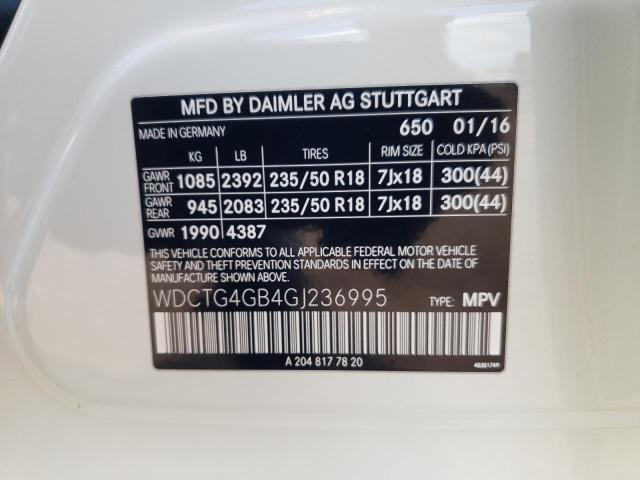 MFD BY DAIMLER AG STUTTGART
MADE IN GERMANY 650 01/16
KG LB TIRES RIM SIZE COLD KPA (PSI)
GAWR FRONT 1085 2392 235/50 R18 7Jx18 300(44)
GAWR REAR 945 2083 235/50 R18 7Jx18 300(44)
GVWR 1990 4387
THIS VEHICLE CONFORMS TO ALL APPLICABLE FEDERAL MOTOR VEHICLE
SAFETY AND THEFT PREVENTION STANDARDS IN EFFECT ON THE DATE OF
MANUFACTURE SHOWN ABOVE.
WDCTG4GB4GJ236995 TYPE: MPV
A 204 817 78 20 40301749